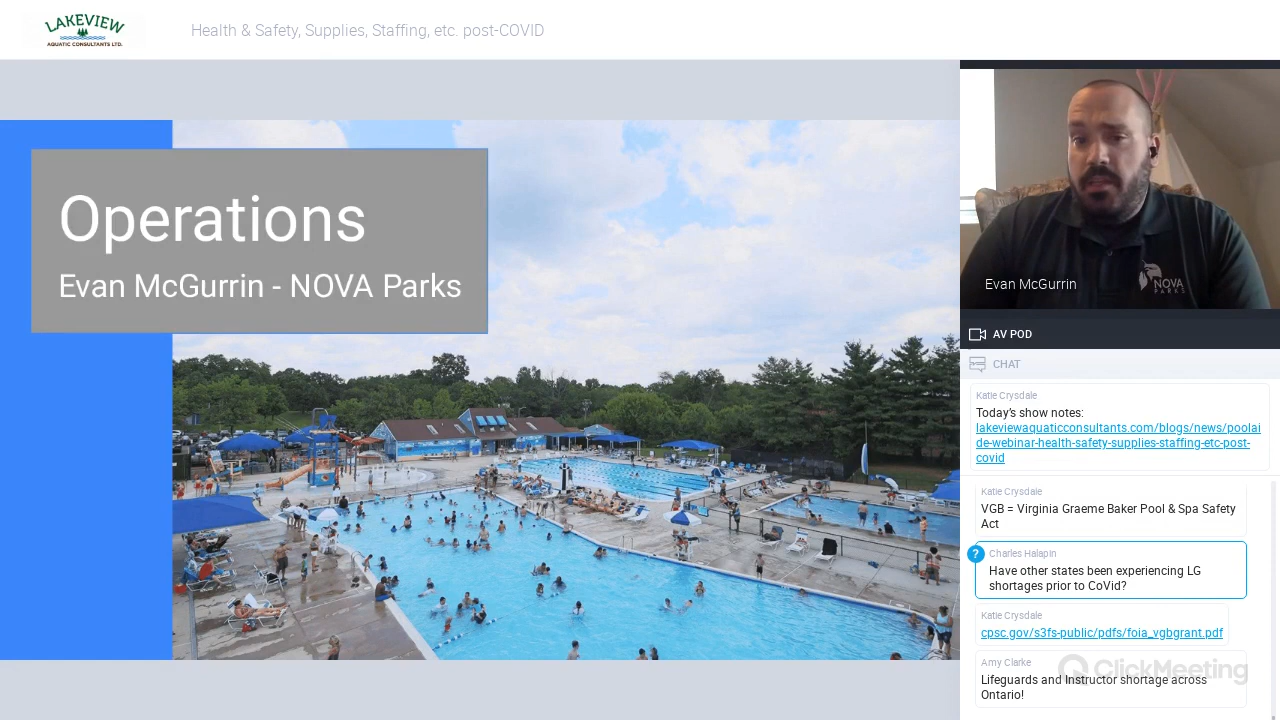 LAKEVIEW
AQUATIC CONSULTANTS LTD.
Health & Safety, Supplies, Staffing, etc. post-COVID
Operations
Evan McGurrin - NOVA Parks
NOVA
PARKS
Evan McGurrin
AV POD
CHAT
Katie Crysdale
Today's show notes:
lakeviewaquaticconsultants.com/blogs/news/poolai
de-webinar-health-safety-supplies-staffing-etc-post-
covid
Katie Crysdale
VGB = Virginia Graeme Baker Pool & Spa Safety
Act
?
Charles Halapin
Have other states been experiencing LG
shortages prior to CoVid?
Katie Crysdale
cpsc.gov/s3fs-public/pdfs/foia_vgbgrant.pdf
Amy Clarke
ClickMeeting
Lifeguards and Instructor shortage across
Ontario!